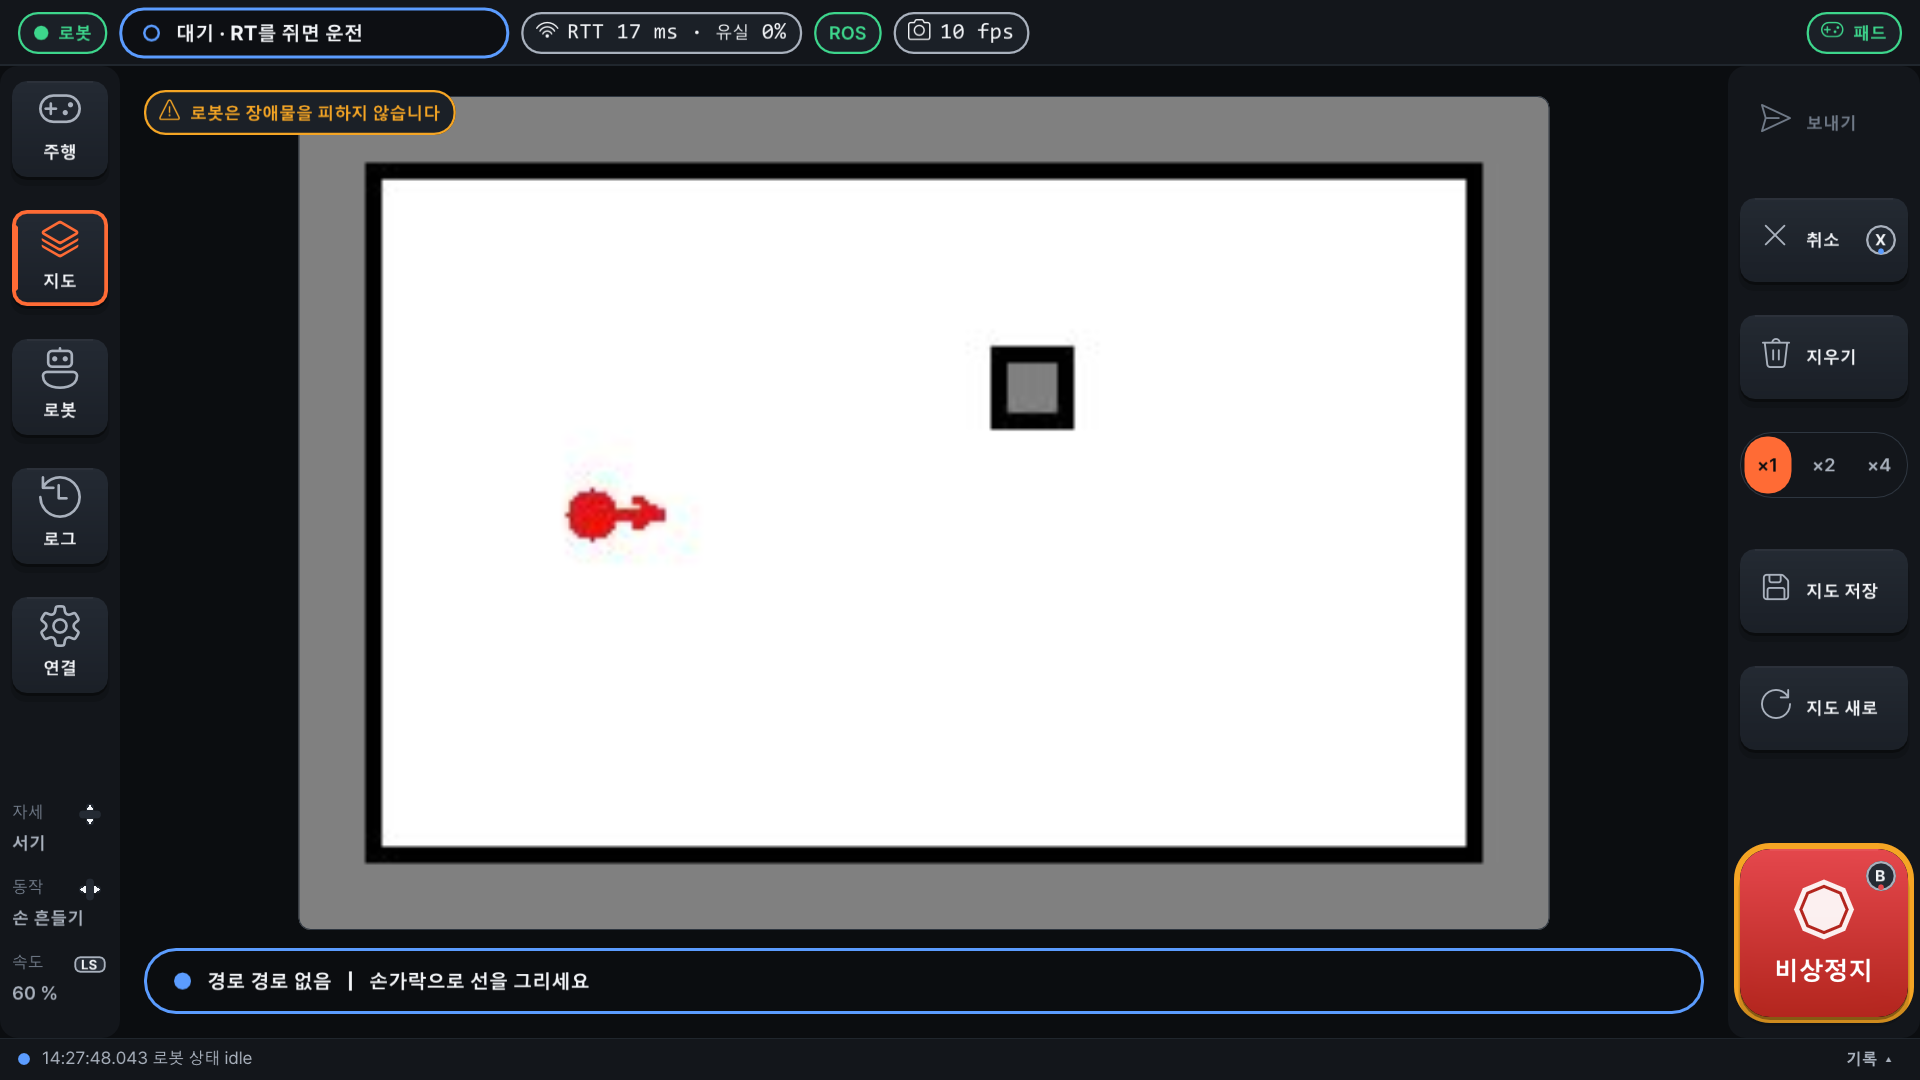 로봇
대기 · RT를 쥐면 운전
RTT 17 ms · 유실 0%
ROS
10 fps
패드
주행
지도
로봇
로그
연결
자세
서기
동작
손 흔들기
속도 LS
60 %
로봇은 장애물을 피하지 않습니다
경로 경로 없음 | 손가락으로 선을 그리세요
보내기
취소 X
지우기
×1 ×2 ×4
지도 저장
지도 새로
B
비상정지
14:27:48.043 로봇 상태 idle
기록